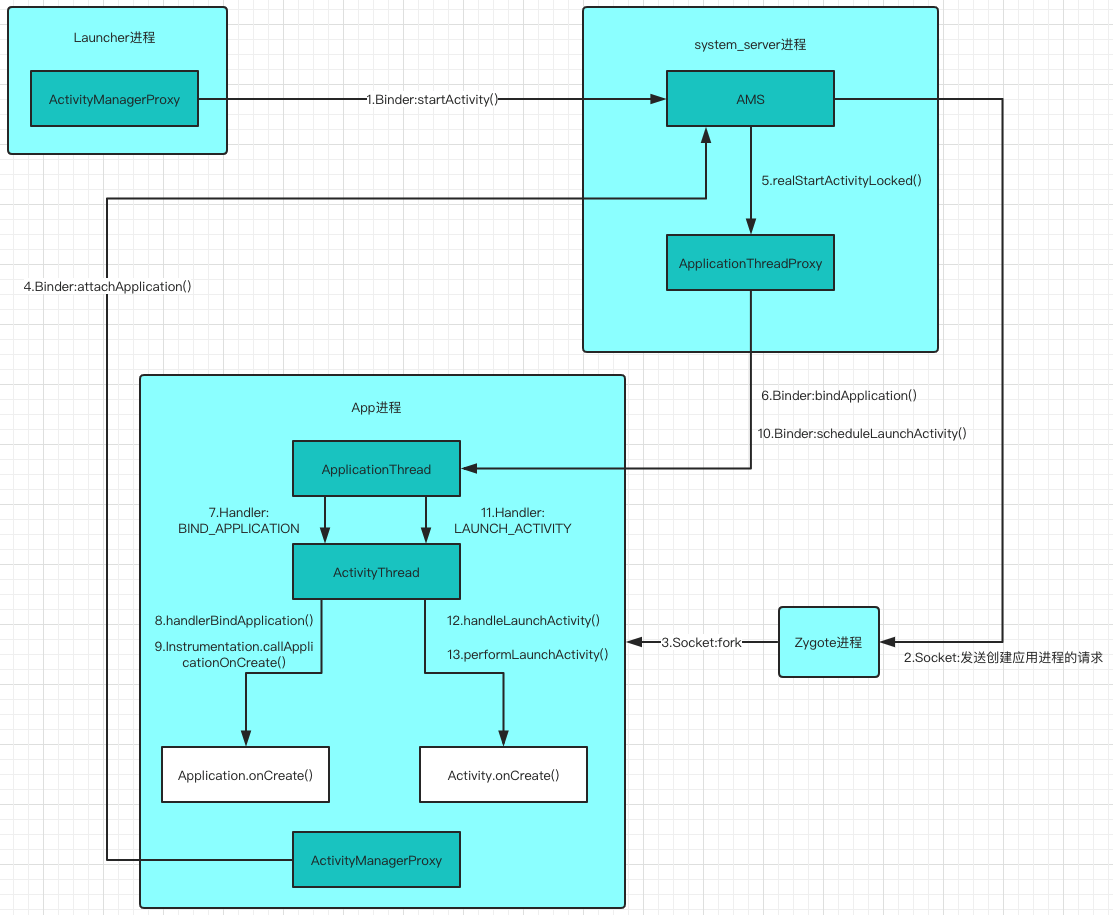 Launcher进程
ActivityManagerProxy
1.Binder:startActivity()
system_server进程
AMS
5.realStartActivityLocked()
ApplicationThreadProxy
4.Binder:attachApplication()
6.Binder:bindApplication()
10.Binder:scheduleLaunchActivity()
App进程
ApplicationThread
7.Handler:
BIND_APPLICATION
11.Handler:
LAUNCH_ACTIVITY
ActivityThread
8.handlerBindApplication()
9.Instrumentation.callAppli
cationOnCreate()
12.handleLaunchActivity()
13.performLaunchActivity()
3.Socket:fork
Zygote进程
2.Socket:发送创建应用进程的请求
Application.onCreate()
Activity.onCreate()
ActivityManagerProxy